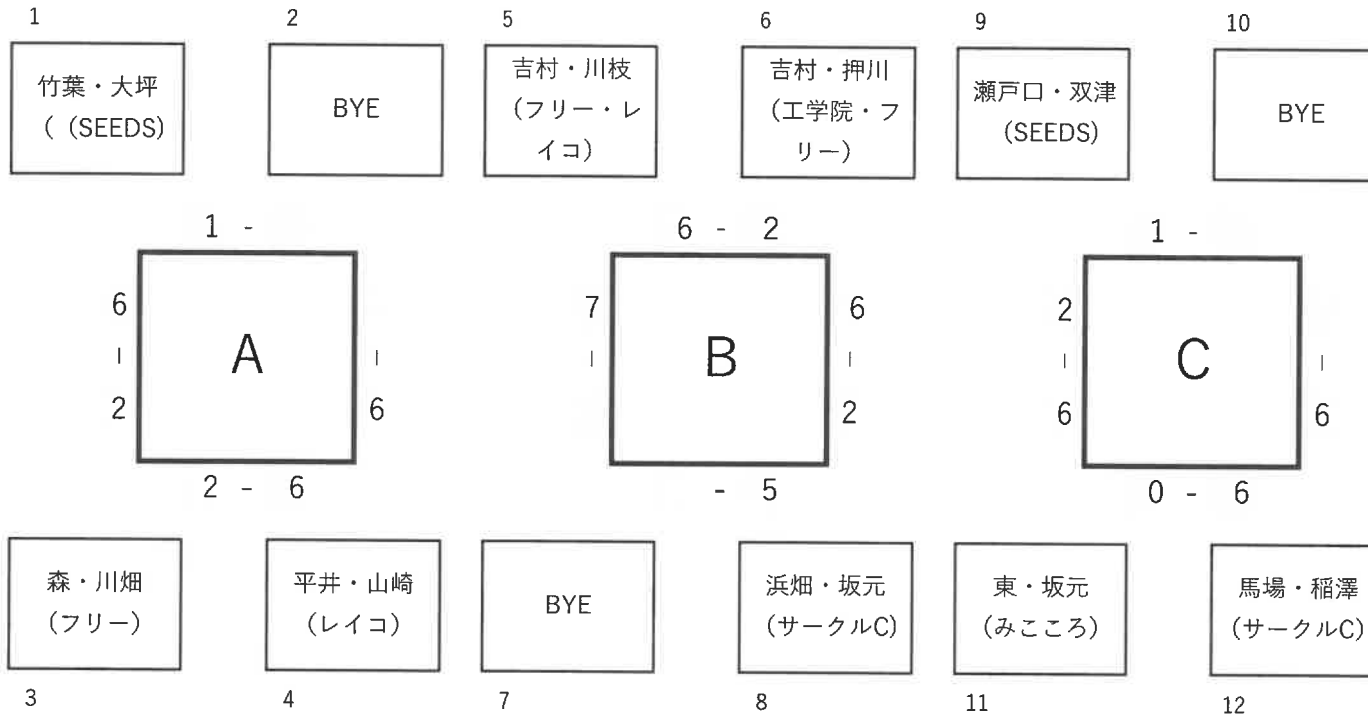 1 2 5 6 9 10
竹葉・大坪
( (SEEDS)
BYE
吉村・川枝
(フリー・レ
イコ)
吉村・押川
(工学院・フ
リー)
瀬戸口・双津
(SEEDS)
BYE
1 -
6 - 2
1 -
6
-
2
A
-
6
7
-
B
6
-
2
2
-
6
C
-
6
2 - 6
- 5
0 - 6
森・川畑
(フリー)
平井・山崎
(レイコ)
BYE
浜畑・坂元
(サークルC)
東・坂元
(みこころ)
馬場・稲澤
(サークルC)
3 4 7 8 11 12